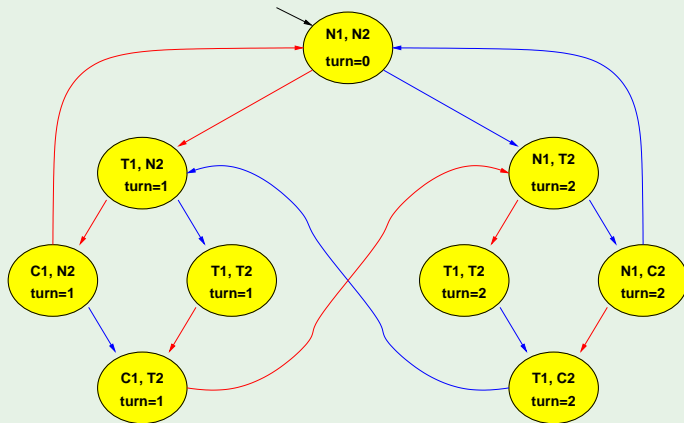 N1, N2
turn=0
T1, N2
turn=1
N1, T2
turn=2
C1, N2
turn=1
T1, T2
turn=1
T1, T2
turn=2
N1, C2
turn=2
C1, T2
turn=1
T1, C2
turn=2